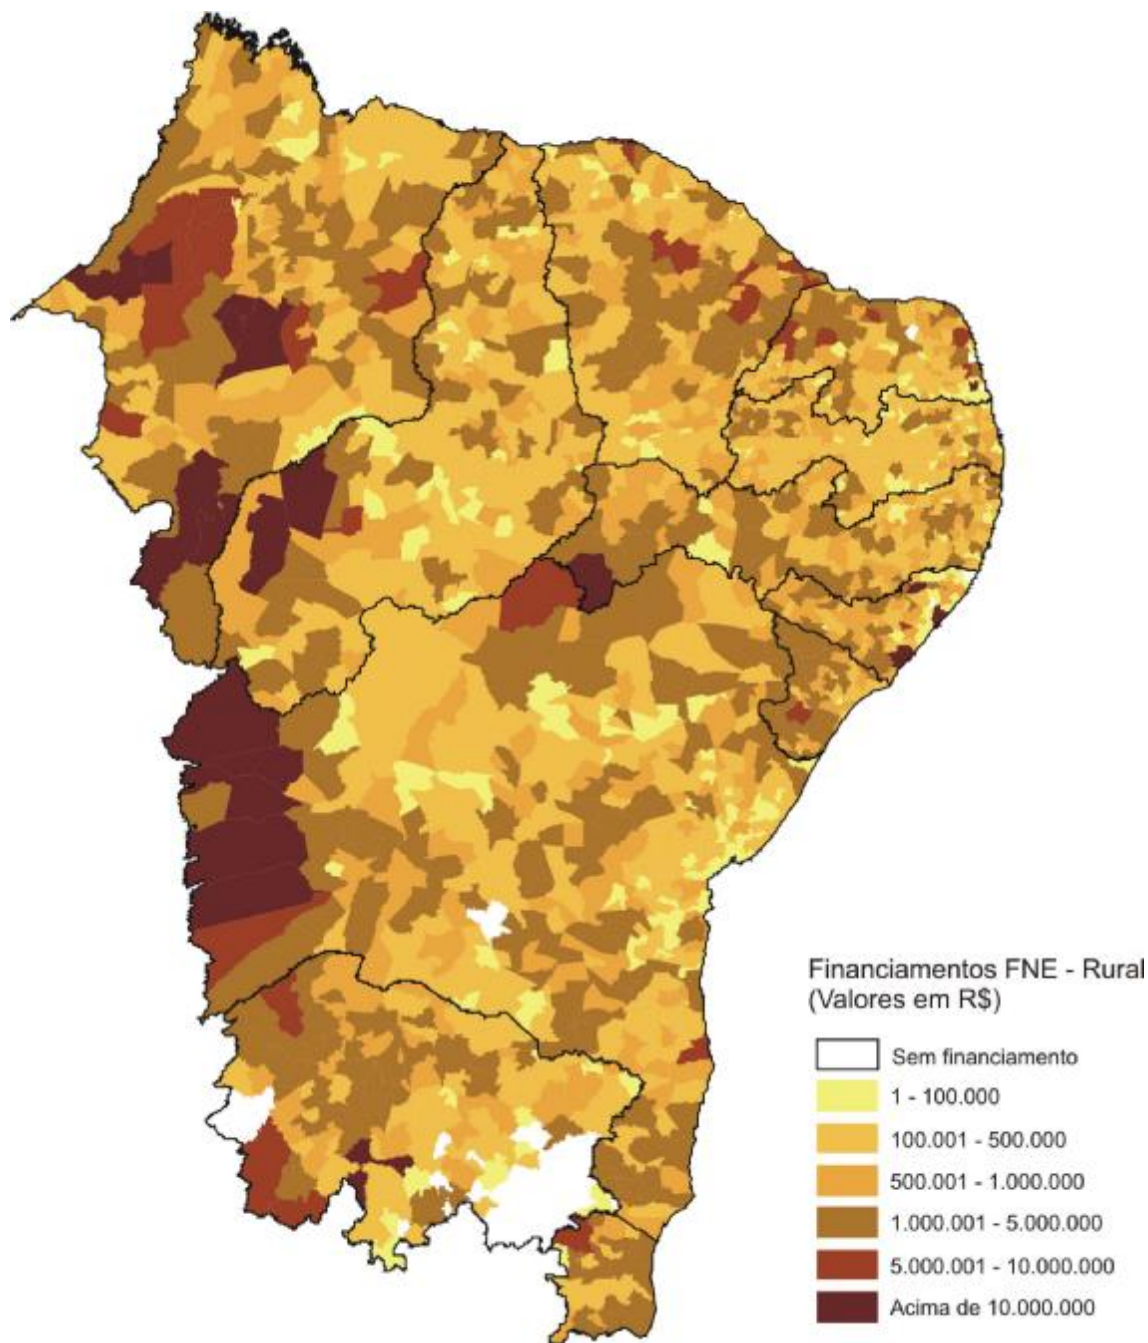 Financiamentos FNE - Rural
(Valores em R$)
Sem financiamento
1 - 100.000
100.001 - 500.000
500.001 - 1.000.000
1.000.001 - 5.000.000
5.000.001 - 10.000.000
Acima de 10.000.000